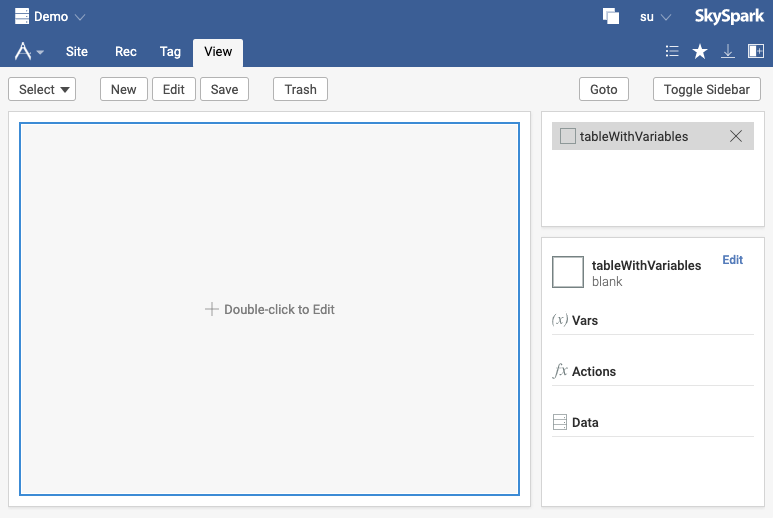 Demo
su
SkySpark
Site
Rec
Tag
View
Select
New
Edit
Save
Trash
Goto
Toggle Sidebar
Double-click to Edit
tableWithVariables
tableWithVariables
Edit
blank
(x) Vars
fx Actions
Data